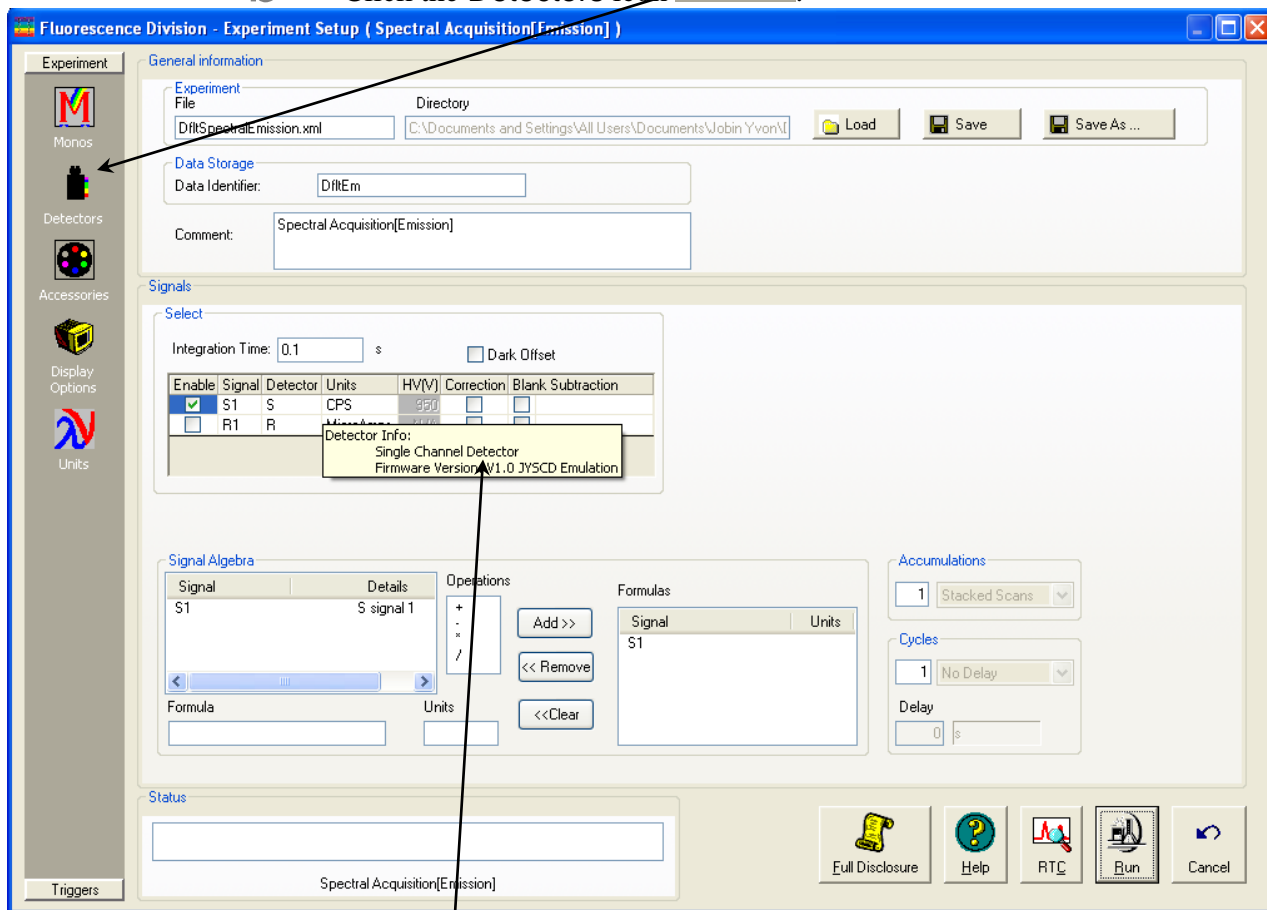 Click the Detectors icon
Fluorescence Division - Experiment Setup ( Spectral Acquisition[Emission] )
Experiment
Monos
Detectors
Accessories
Display
Options
Units
Triggers
General information
Experiment
File Directory
DfltSpectralEmission.xml C:\Documents and Settings\All Users\Documents\Jobin Yvon\
Load Save Save As ...
Data Storage
Data Identifier: DfltEm
Comment: Spectral Acquisition[Emission]
Signals
Select
Integration Time: 0.1 s Dark Offset
Enable Signal Detector Units HV(V) Correction Blank Subtraction
S1 S CPS 950
R1 R
Detector Info:
Single Channel Detector
Firmware Version: V1.0 JYSCD Emulation
Signal Algebra
Signal Details
S1 S signal 1
Operations
+
-
*
/
Add >>
<< Remove
<<Clear
Formulas
Signal Units
S1
Formula Units
Accumulations
1 Stacked Scans
Cycles
1 No Delay
Delay
0 s
Status
Spectral Acquisition[Emission]
Full Disclosure Help RTC Run Cancel